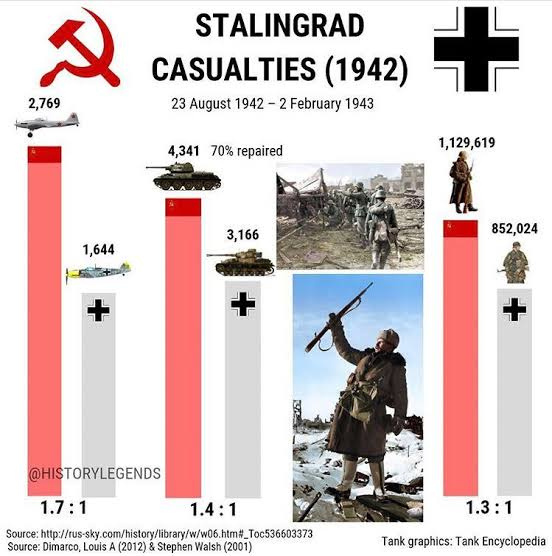 STALINGRAD
CASUALTIES (1942)
23 August 1942 – 2 February 1943
2,769
1,644
4,341 70% repaired
3,166
1,129,619
852,024
@HISTORYLEGENDS
1.7 : 1
1.4 : 1
1.3 : 1
Source: http://rus-sky.com/history/library/w/w06.htm#_Toc536603373
Source: Dimarco, Louis A (2012) & Stephen Walsh (2001)
Tank graphics: Tank Encyclopedia